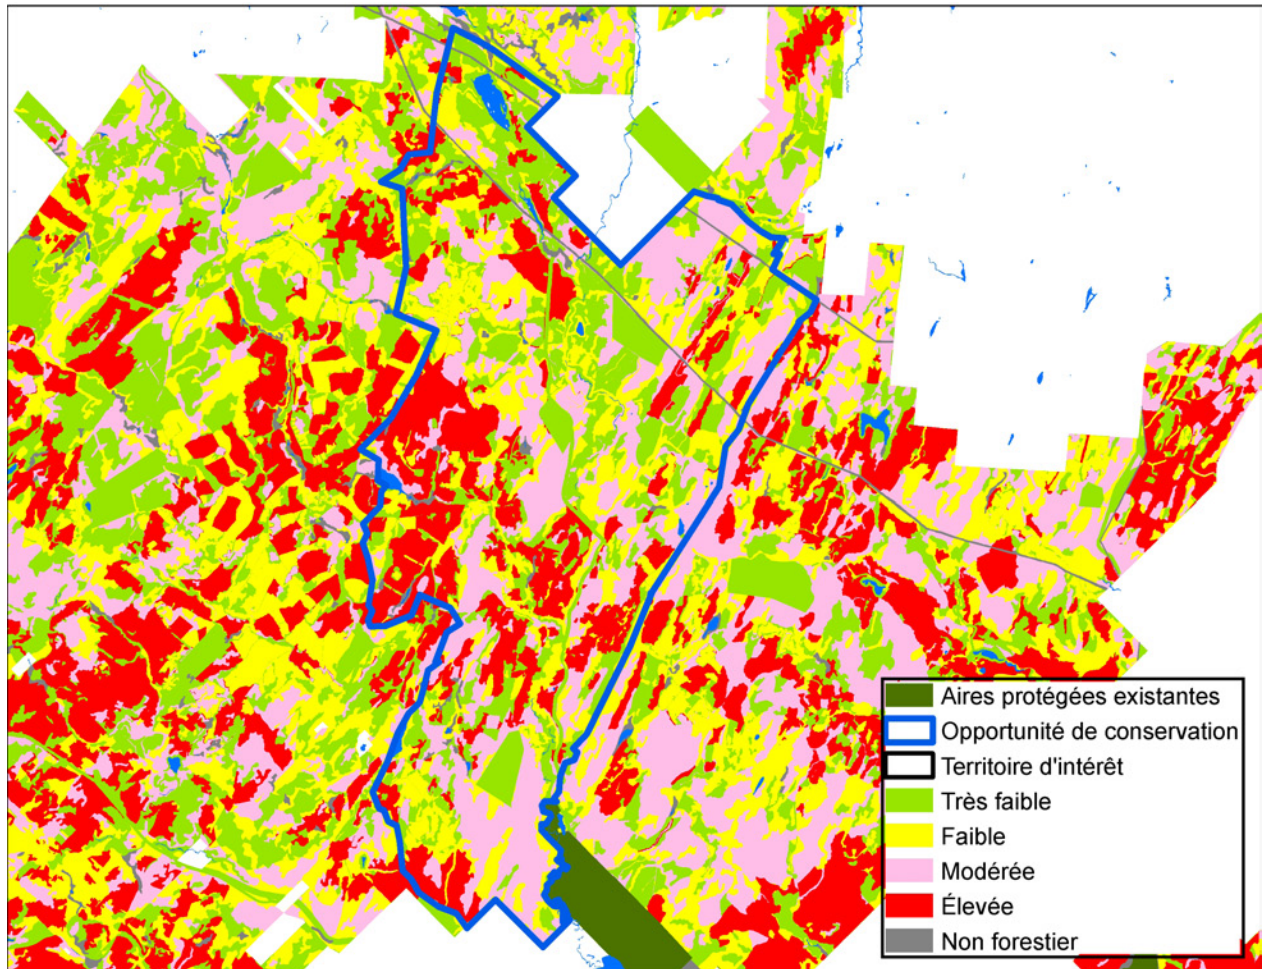 Aires protégées existantes
Opportunité de conservation
Territoire d'intérêt
Très faible
Faible
Modérée
Élevée
Non forestier